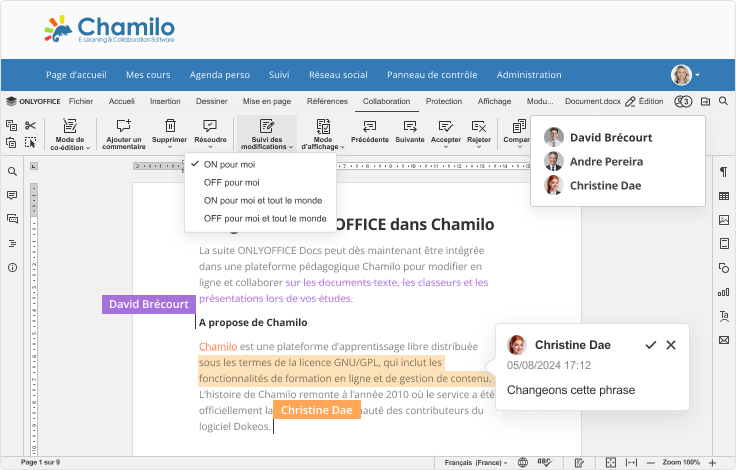 Chamilo
E-Learning & Collaboration Software
Page d'accueil Mes cours Agenda perso Suivi Réseau social Panneau de contrôle Administration
ONLYOFFICE Fichier Accueil Insertion Dessiner Mise en page Références Collaboration Protection Affichage Modu... Document.docx Édition 3
Mode de co-édition Ajouter un commentaire Supprimer Résoudre Suivi des modifications Mode d'affichage Précédente Suivante Accepter Rejeter Compar
David Brécourt
Andre Pereira
Christine Dae
ON pour moi
OFF pour moi
ON pour moi et tout le monde
OFF pour moi et tout le monde
OFFICE dans Chamilo
La suite ONLYOFFICE Docs peut dès maintenant être intégrée
dans une plateforme pédagogique Chamilo pour modifier en
ligne et collaborer sur les documents texte, les classeurs et les
présentations lors de vos études.
David Brécourt
A propose de Chamilo
Chamilo est une plateforme d'apprentissage libre distribuée
sous les termes de la licence GNU/GPL, qui inclut les
fonctionnalités de formation en ligne et de gestion de contenu.
L'histoire de Chamilo remonte à l'année 2010 où le service a été
officiellement la auté des contributeurs du
Christine Dae
logiciel Dokeos.
Christine Dae
05/08/2024 17:12
Changeons cette phrase
Page 1 sur 9 Français (France) ABC Zoom 100%